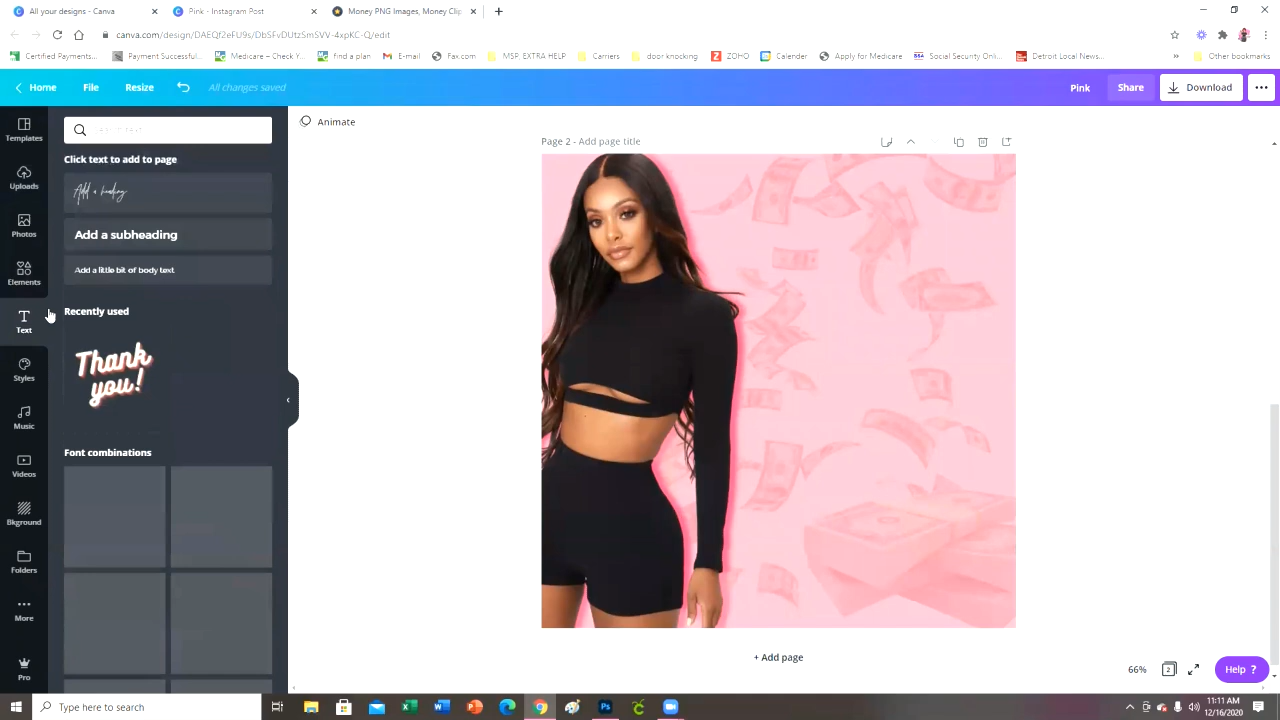 All your designs - Canva
Pink - Instagram Post
Money PNG Images, Money Clip
canva.com/design/DAEQf2eFU9s/DbSFvDUtzSmSVV-4xpKC-Q/edit
Certified Payments...
Payment Successful...
Medicare – Check Y...
find a plan
E-mail
Fax.com
MSP: EXTRA HELP
Carriers
door knocking
ZOHO
Calender
Apply for Medicare
Social Security Onli...
Detroit Local News...
Other bookmarks
Home
File
Resize
All changes saved
Pink
Share
Download
Templates
Uploads
Photos
Elements
Text
Styles
Music
Videos
Bkground
Folders
More
Pro
Click text to add to page
Add a heading
Add a subheading
Add a little bit of body text
Recently used
Thank
you!
Font combinations
Animate
Page 2 - Add page title
+ Add page
66%
2
Help ?
Type here to search
11:11 AM
12/16/2020